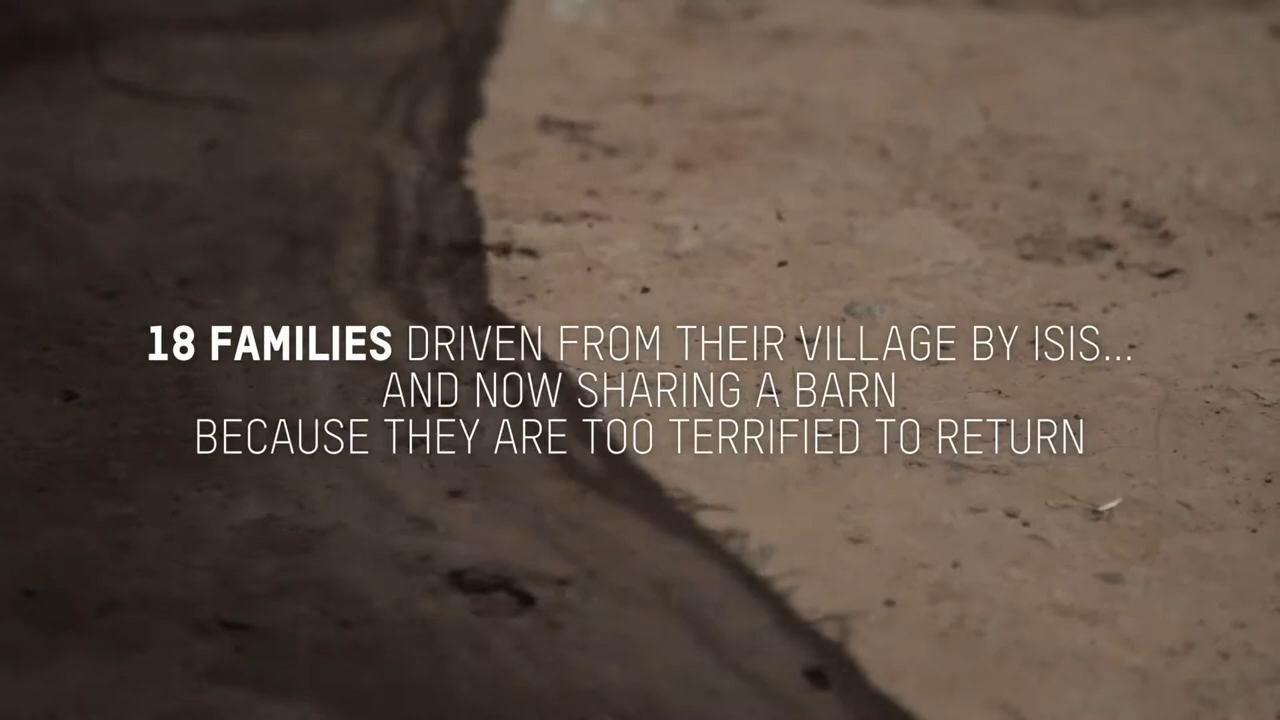 18 FAMILIES DRIVEN FROM THEIR VILLAGE BY ISIS...
AND NOW SHARING A BARN
BECAUSE THEY ARE TOO TERRIFIED TO RETURN